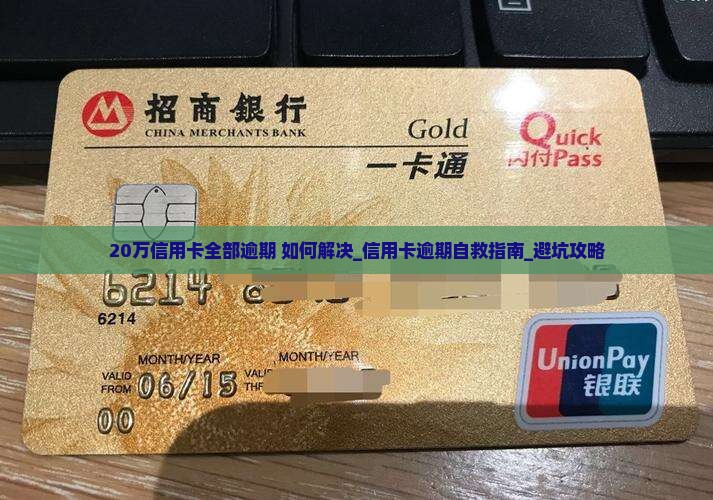 招商銀行
CHINA MERCHANTS BANK
Gold
一卡通
Quick
闪付Pass
20万信用卡全部逾期 如何解决_信用卡逾期自救指南_避坑攻略
6214
6214
MONTH/YEAR
MONTH/YEAR
VALID
FROM
06/15
00
UnionPay
银联